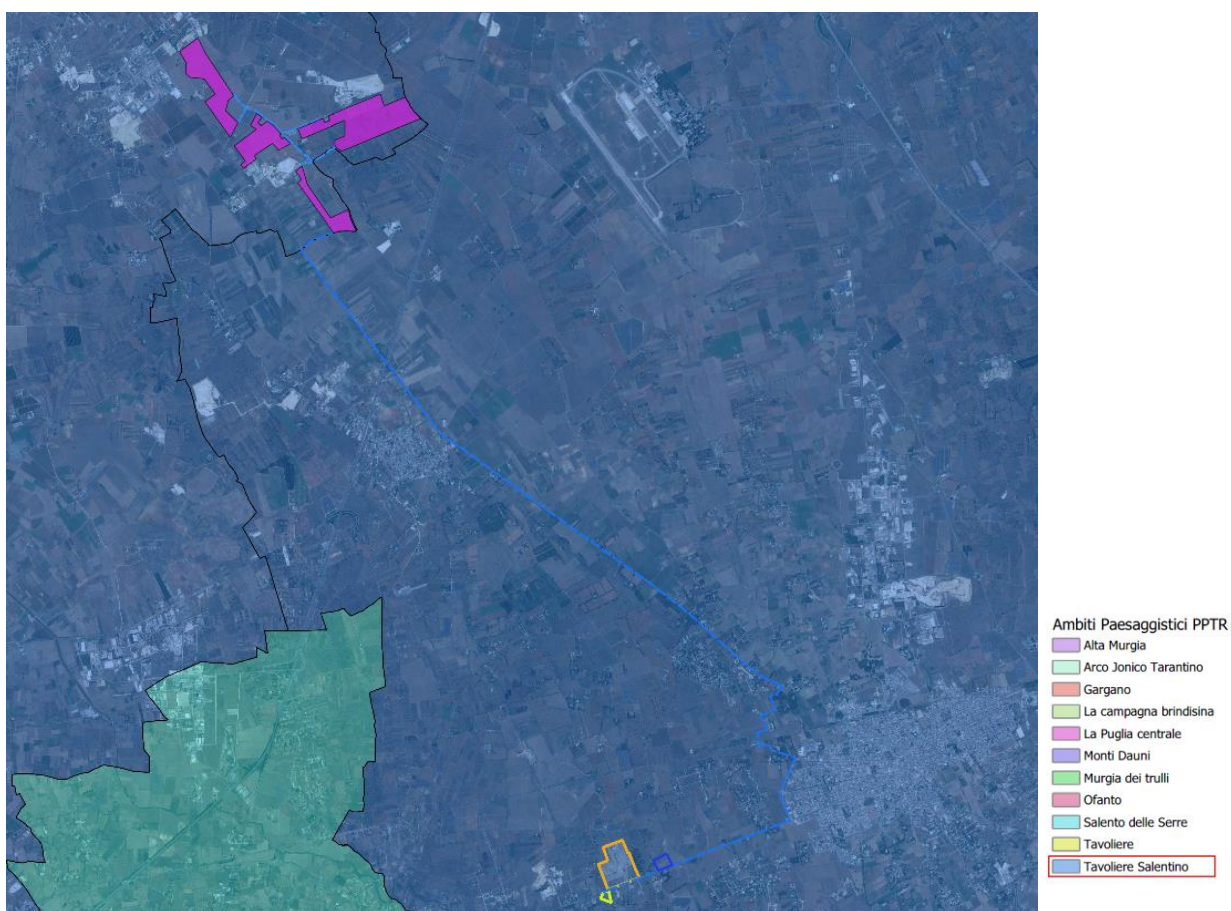 Ambiti Paesaggistici PPTR
Alta Murgia
Arco Jonico Tarantino
Gargano
La campagna brindisina
La Puglia centrale
Monti Dauni
Murgia dei trulli
Ofanto
Salento delle Serre
Tavoliere
Tavoliere Salentino